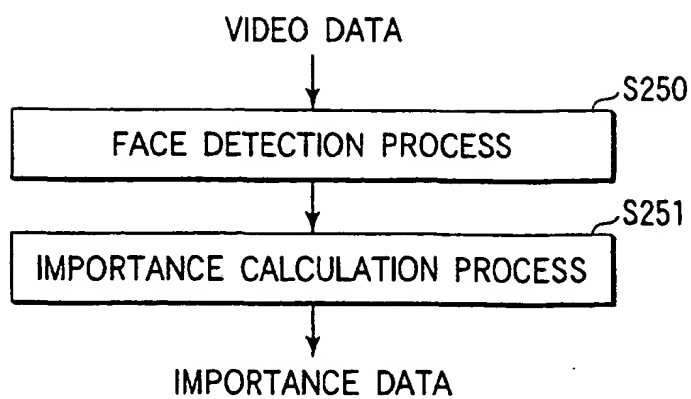 VIDEO DATA
S250
FACE DETECTION PROCESS
S251
IMPORTANCE CALCULATION PROCESS
IMPORTANCE DATA